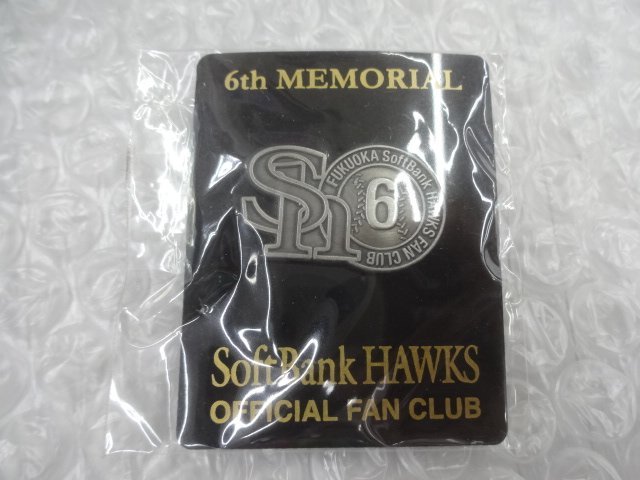 6th MEMORIAL
Sh
FUKUOKA SoftBank HAWKS FAN CLUB
6
SoftBank HAWKS
OFFICIAL FAN CLUB